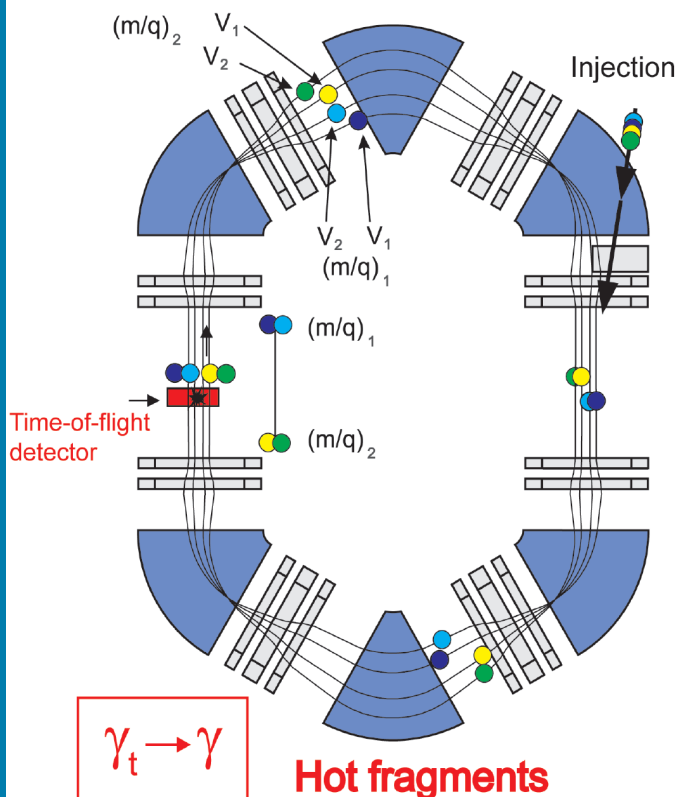 (m/q)₂ V₁
V₂
Injection
V₂ V₁
(m/q)₁
(m/q)₁
Time-of-flight
detector
(m/q)₂
γₜ → γ
Hot fragments